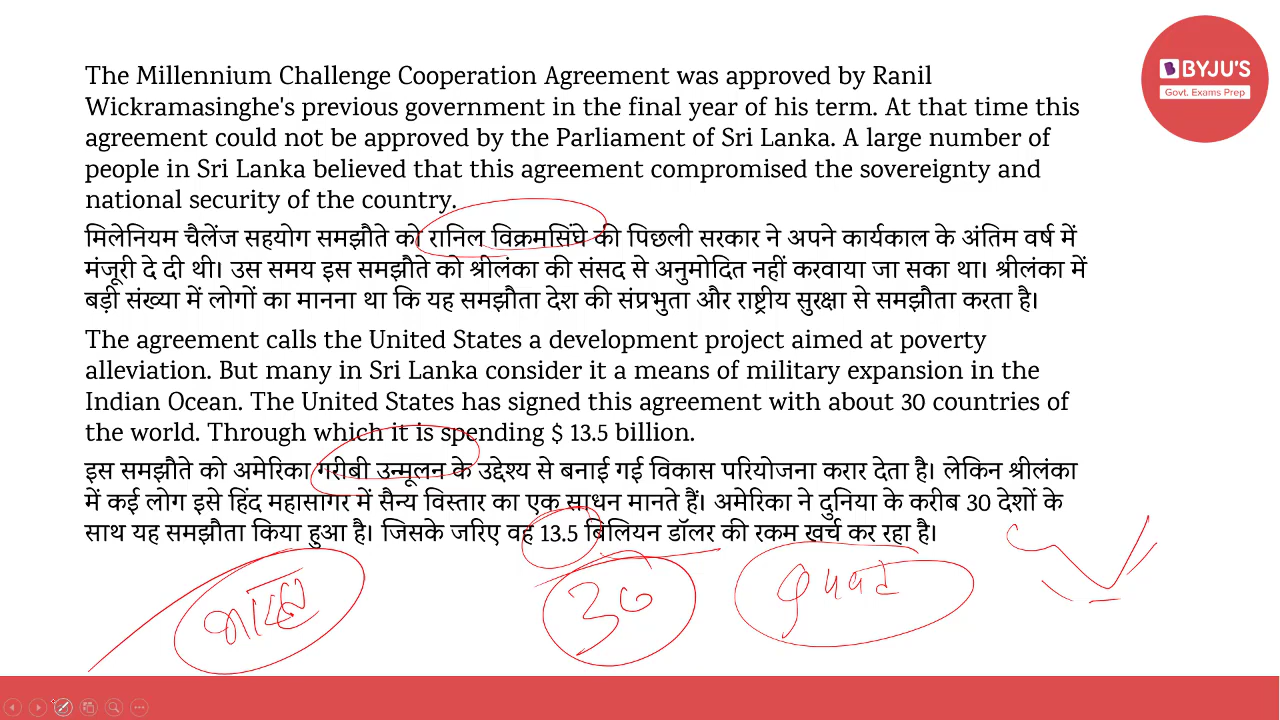 The Millennium Challenge Cooperation Agreement was approved by Ranil
Wickramasinghe's previous government in the final year of his term. At that time this
agreement could not be approved by the Parliament of Sri Lanka. A large number of
people in Sri Lanka believed that this agreement compromised the sovereignty and
national security of the country.
मिलेनियम चैलेंज सहयोग समझौते को रानिल विक्रमसिंघे की पिछली सरकार ने अपने कार्यकाल के अंतिम वर्ष में
मंजूरी दे दी थी। उस समय इस समझौते को श्रीलंका की संसद से अनुमोदित नहीं करवाया जा सका था। श्रीलंका में
बड़ी संख्या में लोगों का मानना था कि यह समझौता देश की संप्रभुता और राष्ट्रीय सुरक्षा से समझौता करता है।
The agreement calls the United States a development project aimed at poverty
alleviation. But many in Sri Lanka consider it a means of military expansion in the
Indian Ocean. The United States has signed this agreement with about 30 countries of
the world. Through which it is spending $ 13.5 billion.
इस समझौते को अमेरिका गरीबी उन्मूलन के उद्देश्य से बनाई गई विकास परियोजना करार देता है। लेकिन श्रीलंका
में कई लोग इसे हिंद महासागर में सैन्य विस्तार का एक साधन मानते हैं। अमेरिका ने दुनिया के करीब 30 देशों के
साथ यह समझौता किया हुआ है। जिसके जरिए वह 13.5 बिलियन डॉलर की रकम खर्च कर रहा है।
BYJU'S
Govt. Exams Prep
30